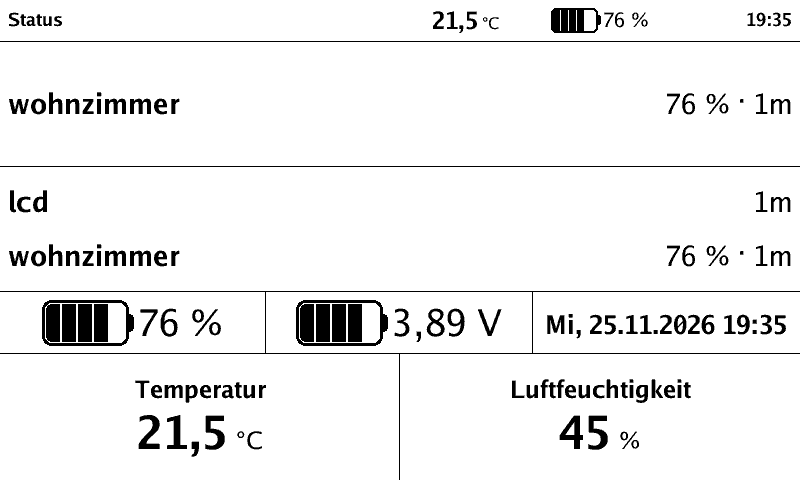 Status 21,5 °C 76 % 19:35
wohnzimmer 76 % · 1m
lcd 1m
wohnzimmer 76 % · 1m
76 % 3,89 V Mi, 25.11.2026 19:35
Temperatur Luftfeuchtigkeit
21,5 °C 45 %